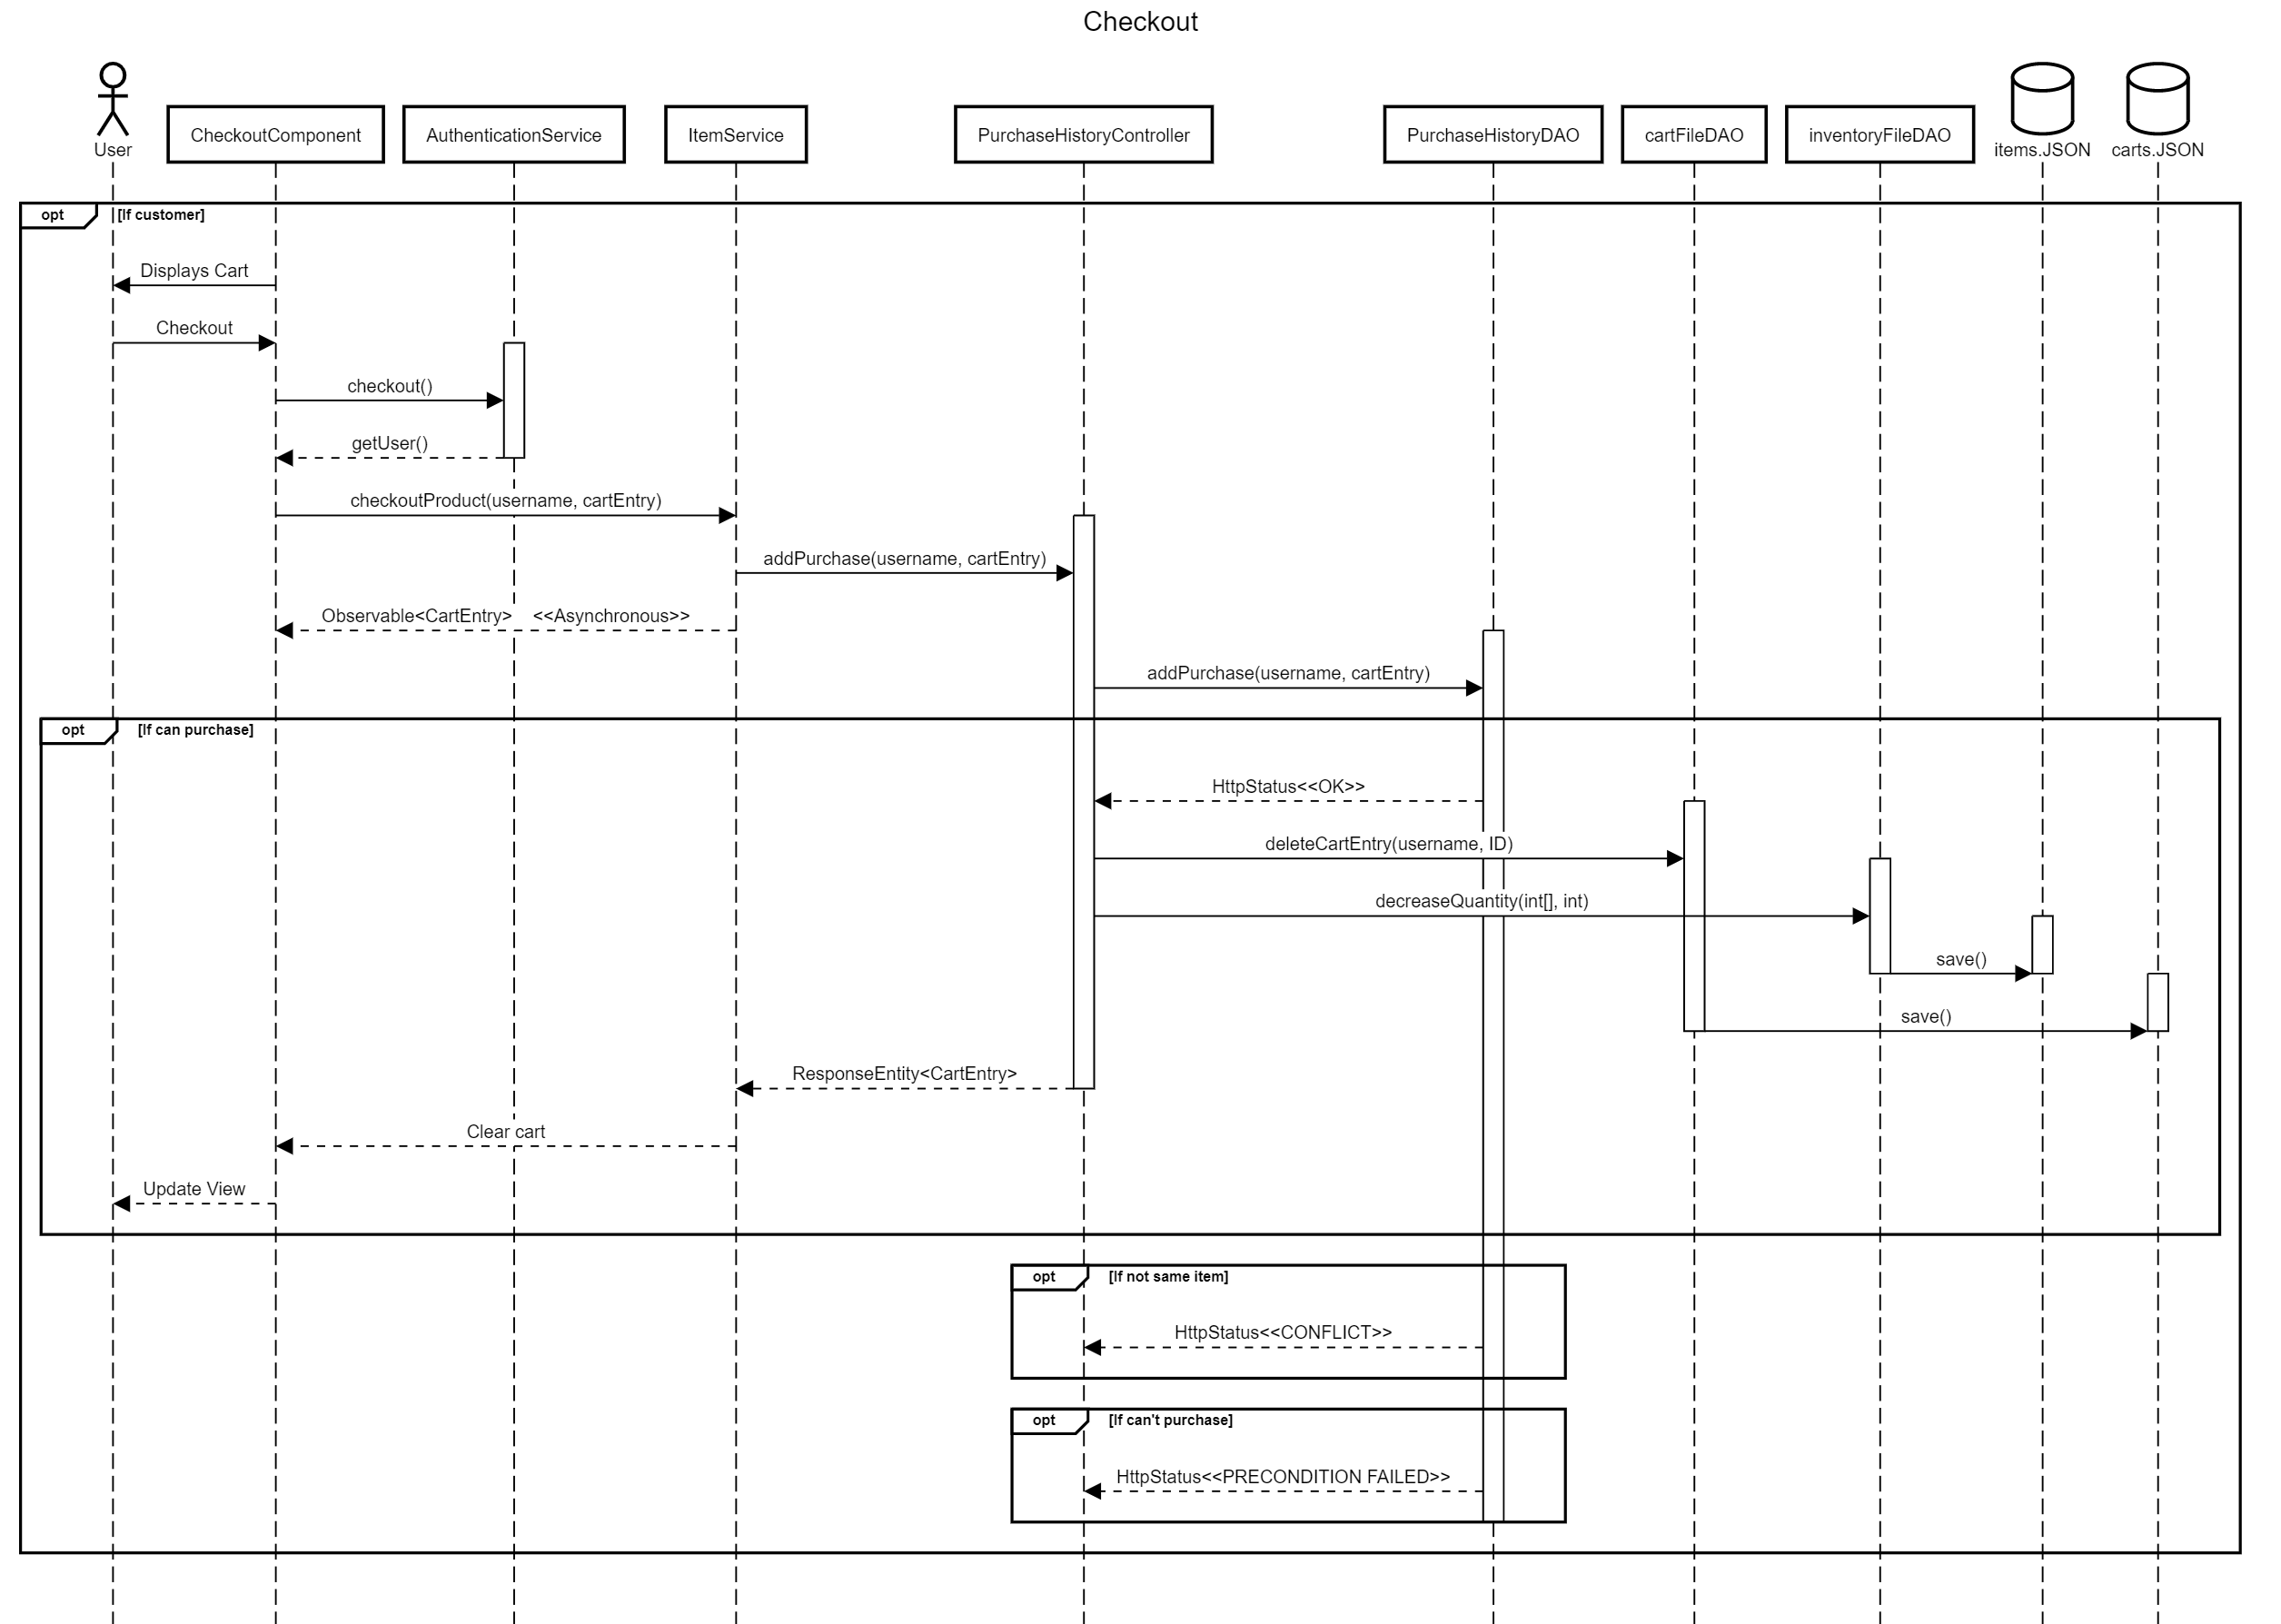 Checkout
User
CheckoutComponent
AuthenticationService
ItemService
PurchaseHistoryController
PurchaseHistoryDAO
cartFileDAO
inventoryFileDAO
items.JSON
carts.JSON
opt [If customer]
Displays Cart
Checkout
checkout()
getUser()
checkoutProduct(username, cartEntry)
addPurchase(username, cartEntry)
Observable<CartEntry> <<Asynchronous>>
addPurchase(username, cartEntry)
opt [If can purchase]
HttpStatus<<OK>>
deleteCartEntry(username, ID)
decreaseQuantity(int[], int)
save()
save()
ResponseEntity<CartEntry>
Clear cart
Update View
opt [If not same item]
HttpStatus<<CONFLICT>>
opt [If can't purchase]
HttpStatus<<PRECONDITION FAILED>>